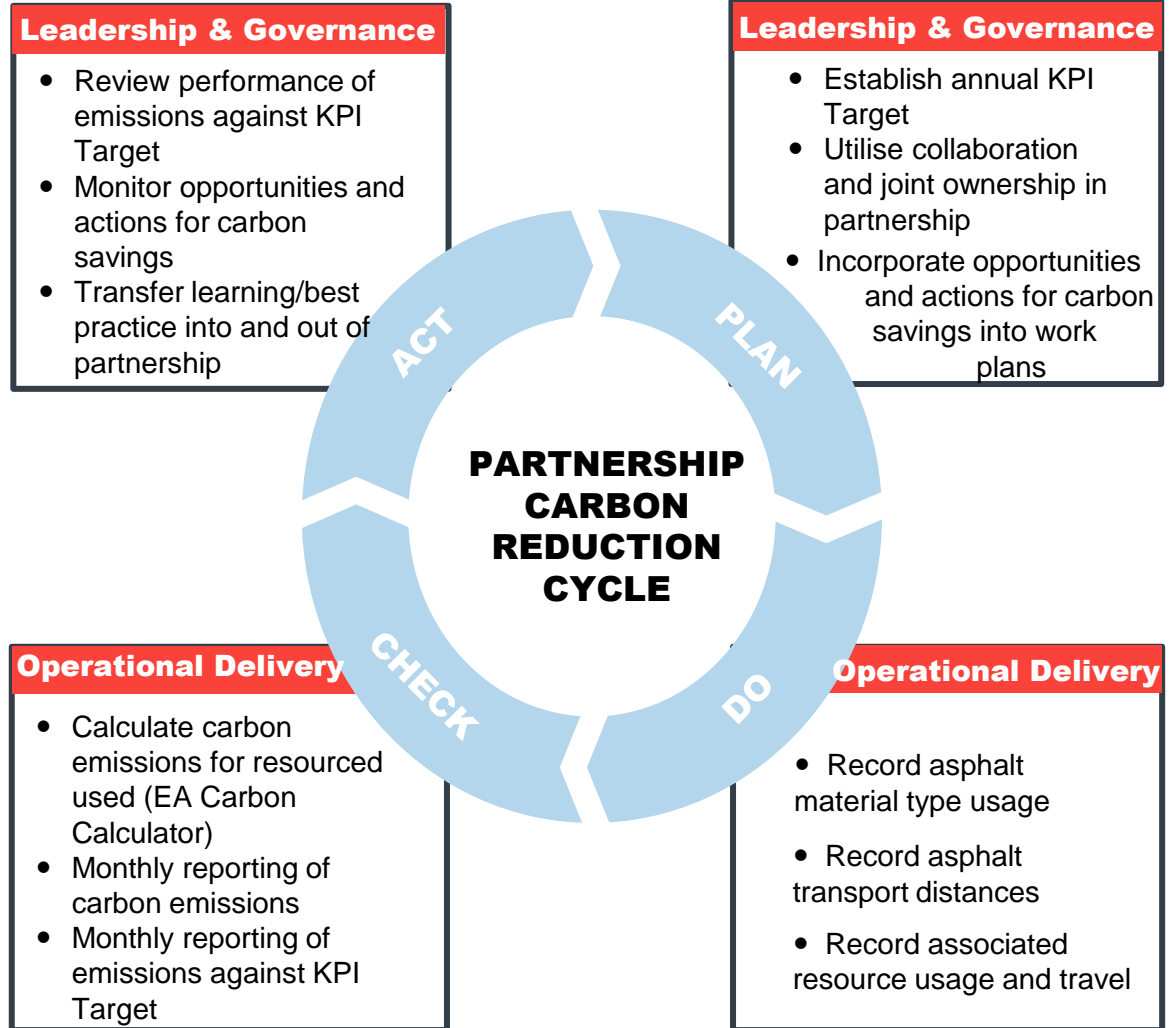 Leadership & Governance
• Review performance of
emissions against KPI
Target
• Monitor opportunities and
actions for carbon
savings
• Transfer learning/best
practice into and out of
partnership
Leadership & Governance
• Establish annual KPI
Target
• Utilise collaboration
and joint ownership in
partnership
• Incorporate opportunities
and actions for carbon
savings into work
plans
ACT
PLAN
PARTNERSHIP
CARBON
REDUCTION
CYCLE
CHECK
DO
Operational Delivery
• Calculate carbon
emissions for resourced
used (EA Carbon
Calculator)
• Monthly reporting of
carbon emissions
• Monthly reporting of
emissions against KPI
Target
Operational Delivery
• Record asphalt
material type usage
• Record asphalt
transport distances
• Record associated
resource usage and travel